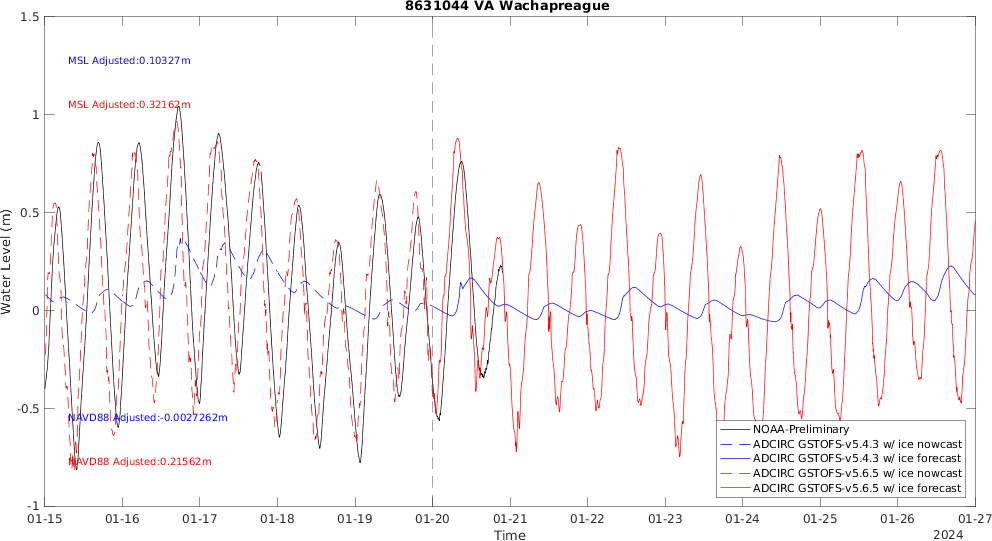 8631044 VA Wachapreague
1.5
MSL Adjusted:0.10327m
MSL Adjusted:0.32162m
1
0.5
Water Level (m)
0
-0.5
NAVD88 Adjusted:-0.0027262m
NAVD88 Adjusted:0.21562m
NOAA-Preliminary
ADCIRC GSTOFS-v5.4.3 w/ ice nowcast
ADCIRC GSTOFS-v5.4.3 w/ ice forecast
ADCIRC GSTOFS-v5.6.5 w/ ice nowcast
ADCIRC GSTOFS-v5.6.5 w/ ice forecast
-1
01-15 01-16 01-17 01-18 01-19 01-20 01-21 01-22 01-23 01-24 01-25 01-26 01-27
Time
2024